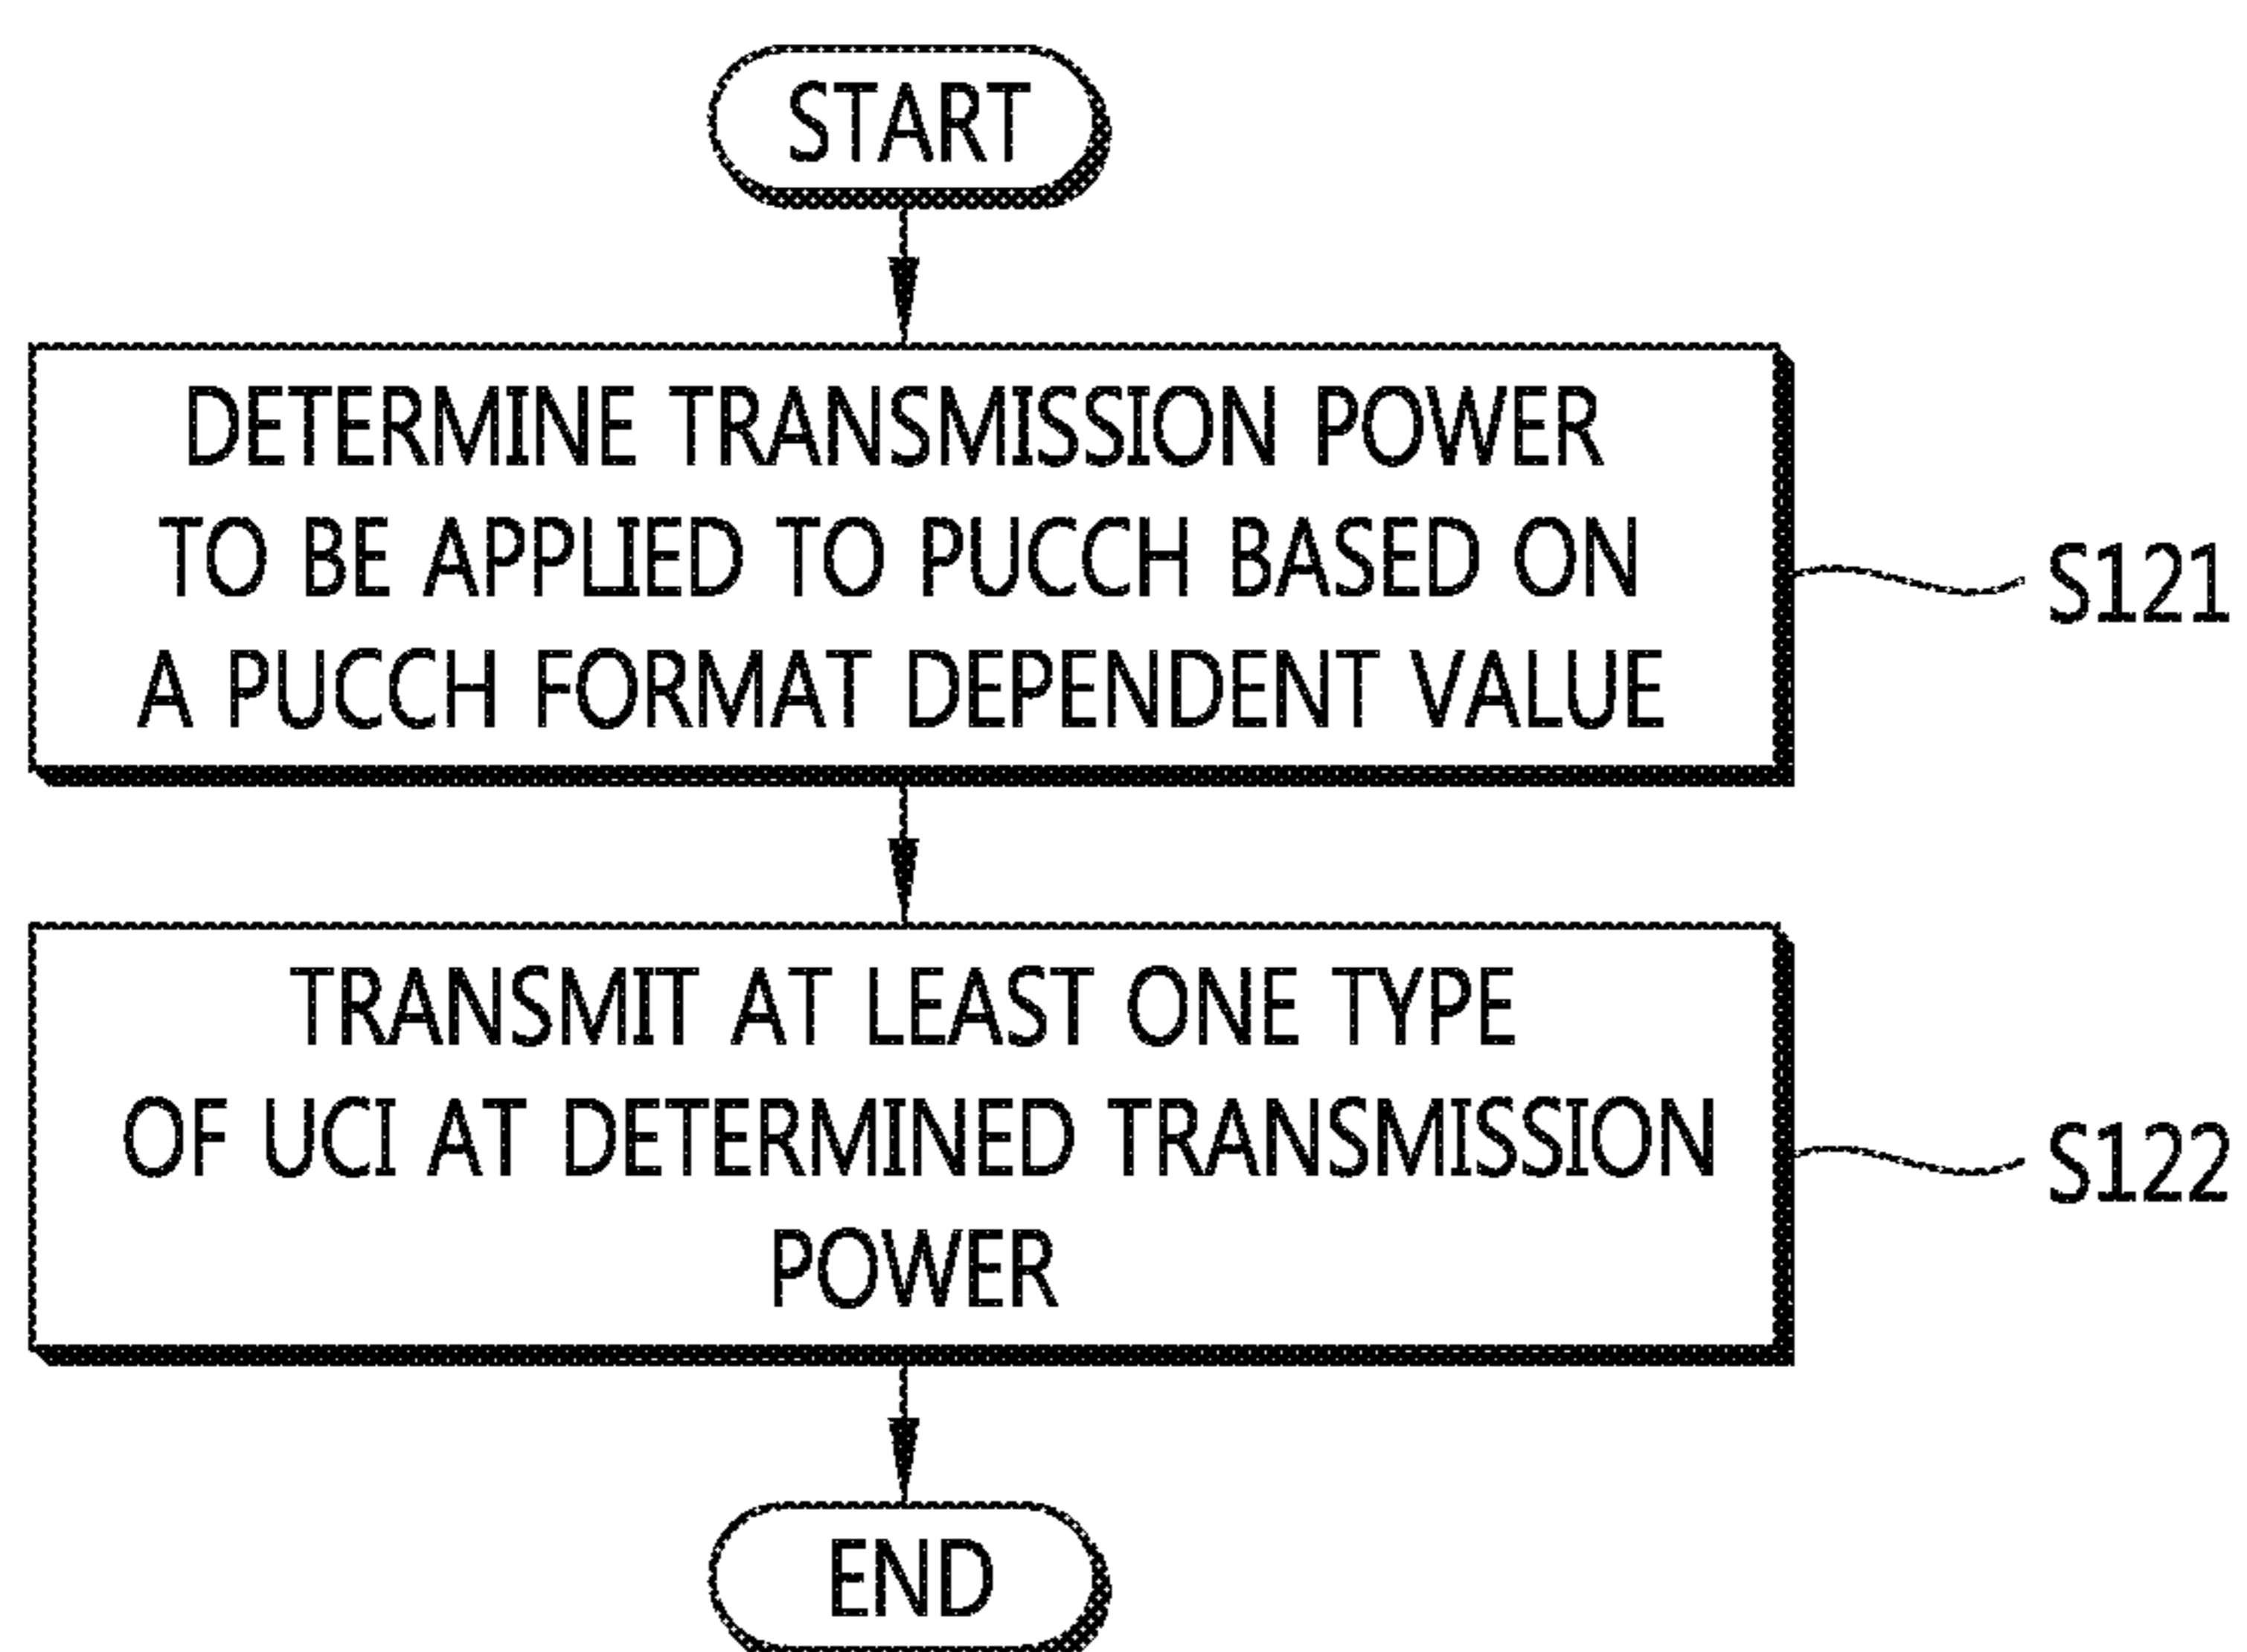 START
DETERMINE TRANSMISSION POWER
TO BE APPLIED TO PUCCH BASED ON
A PUCCH FORMAT DEPENDENT VALUE
S121
TRANSMIT AT LEAST ONE TYPE
OF UCI AT DETERMINED TRANSMISSION
POWER
S122
END